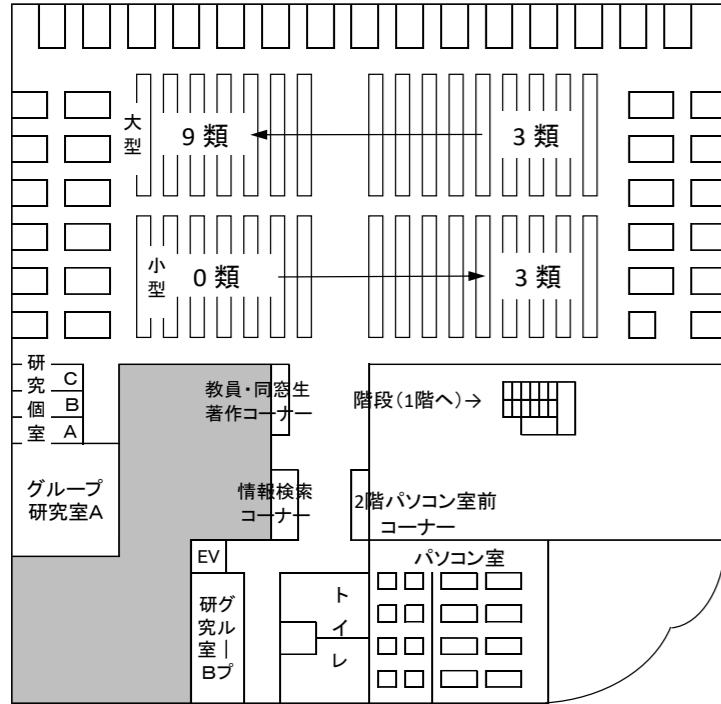 大型
9 類
3 類
小型
0 類
3 類
研究個室
C
B
A
教員・同窓生
著作コーナー
階段(1階へ)→
グループ
研究室A
情報検索
コーナー
2階パソコン室前
コーナー
EV
パソコン室
グループ
研究室B
トイレ